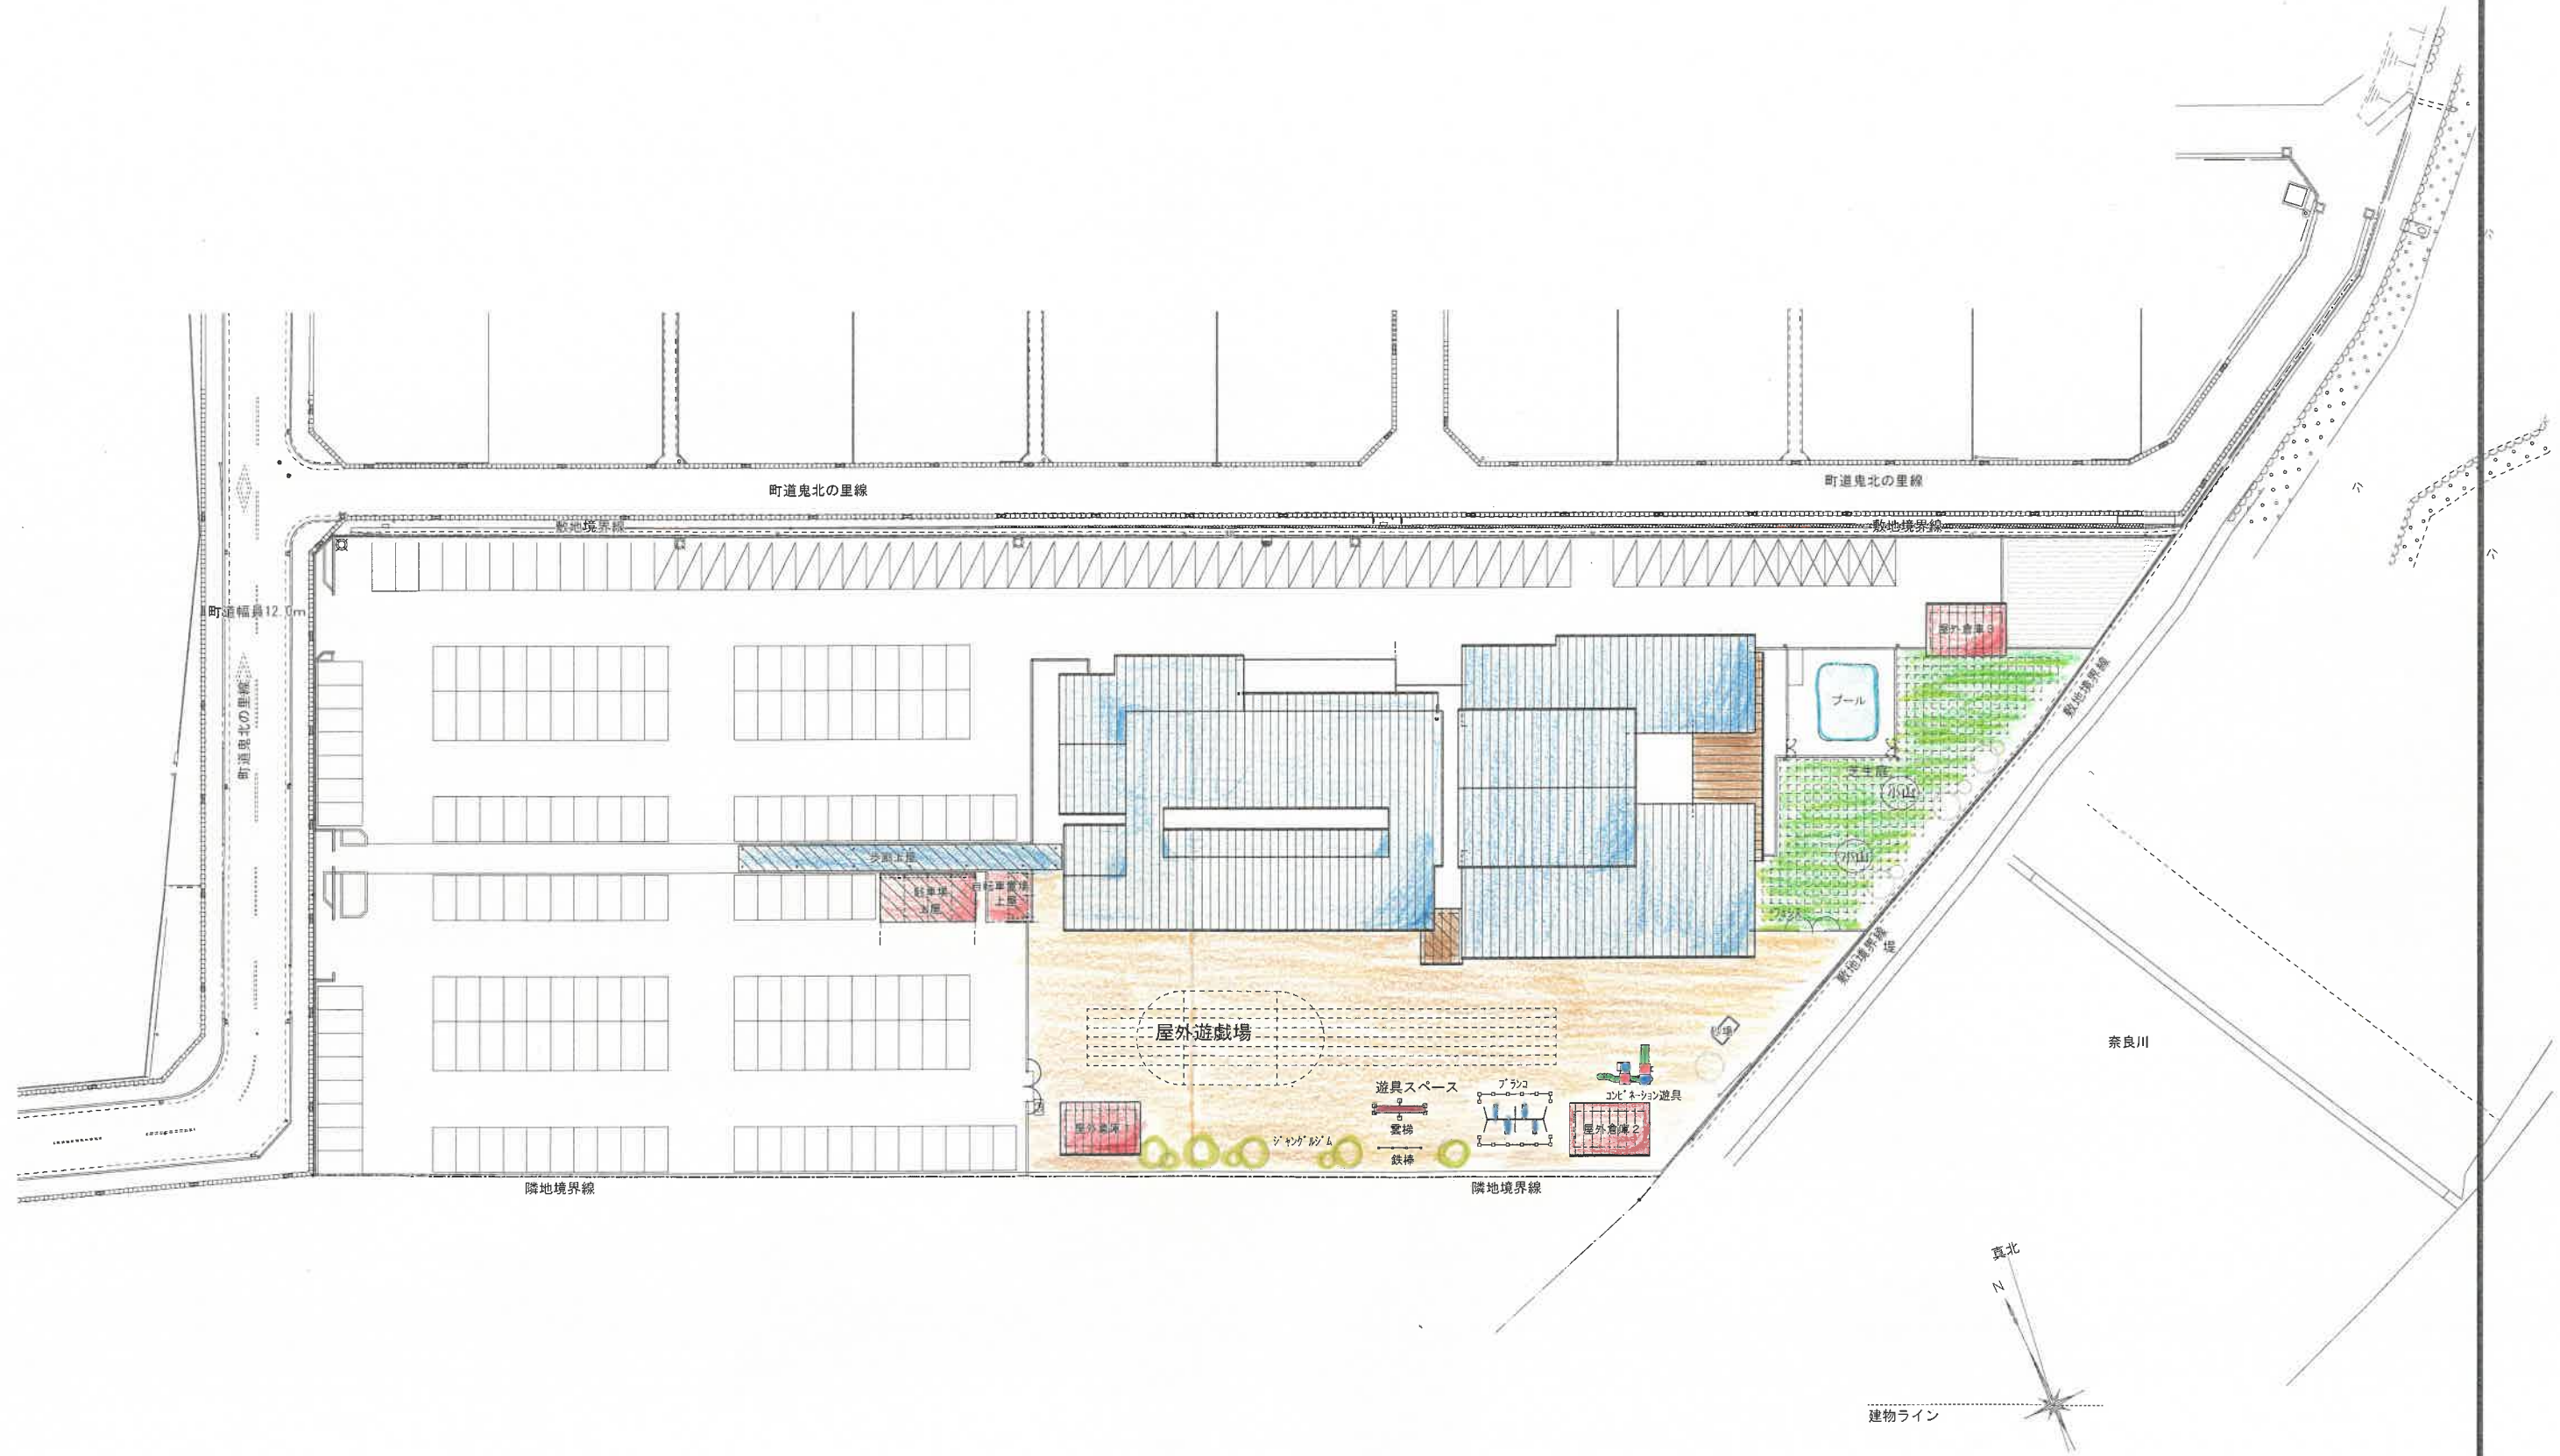 町道鬼北の里線
町道鬼北の里線
敷地境界線
敷地境界線
町道幅員12.0m
町道鬼北の里線
屋外倉庫3
プール
敷地境界線
芝生庭
小山
小山
歩廊上屋
駐車場
上屋
自転車置場
上屋
敷地境界線
屋外遊戯場
砂場
遊具スペース
ブランコ
コンビネーション遊具
屋外倉庫1
ジャングルジム
雲梯
鉄棒
屋外倉庫2
奈良川
隣地境界線
隣地境界線
真北
N
建物ライン